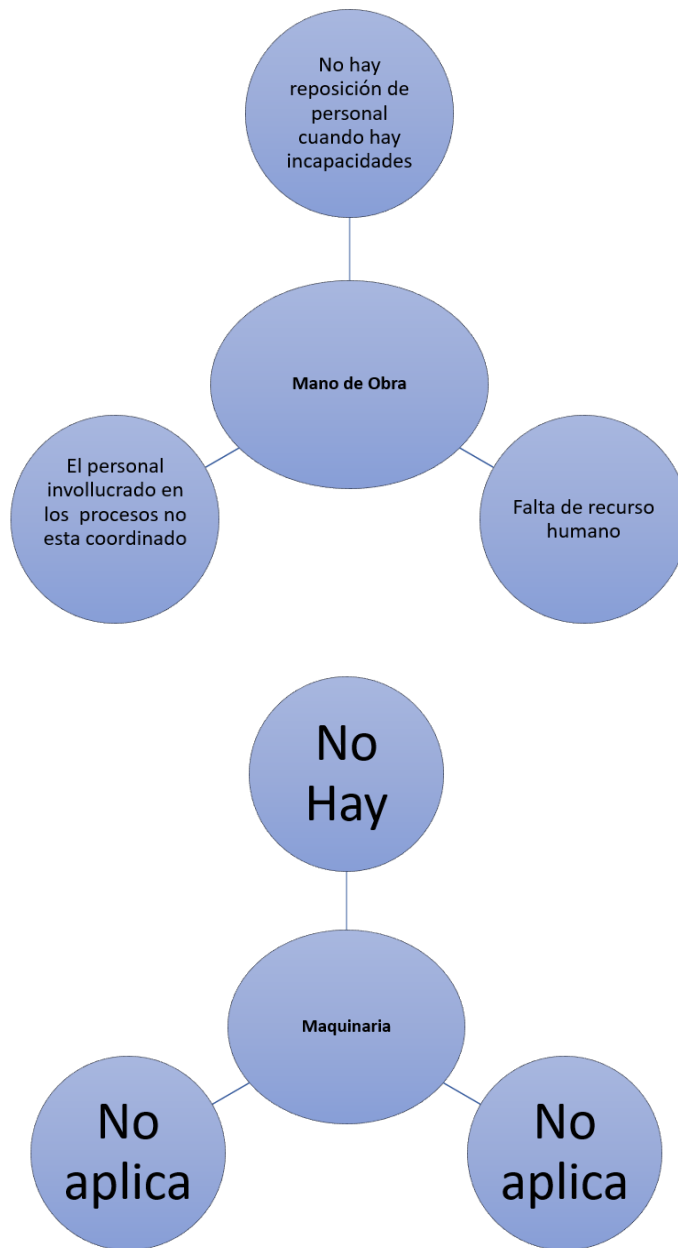 No hay
reposición de
personal
cuando hay
incapacidades
Mano de Obra
El personal
invollucrado en
los procesos no
esta coordinado
Falta de recurso
humano
No
Hay
Maquinaria
No
aplica
No
aplica